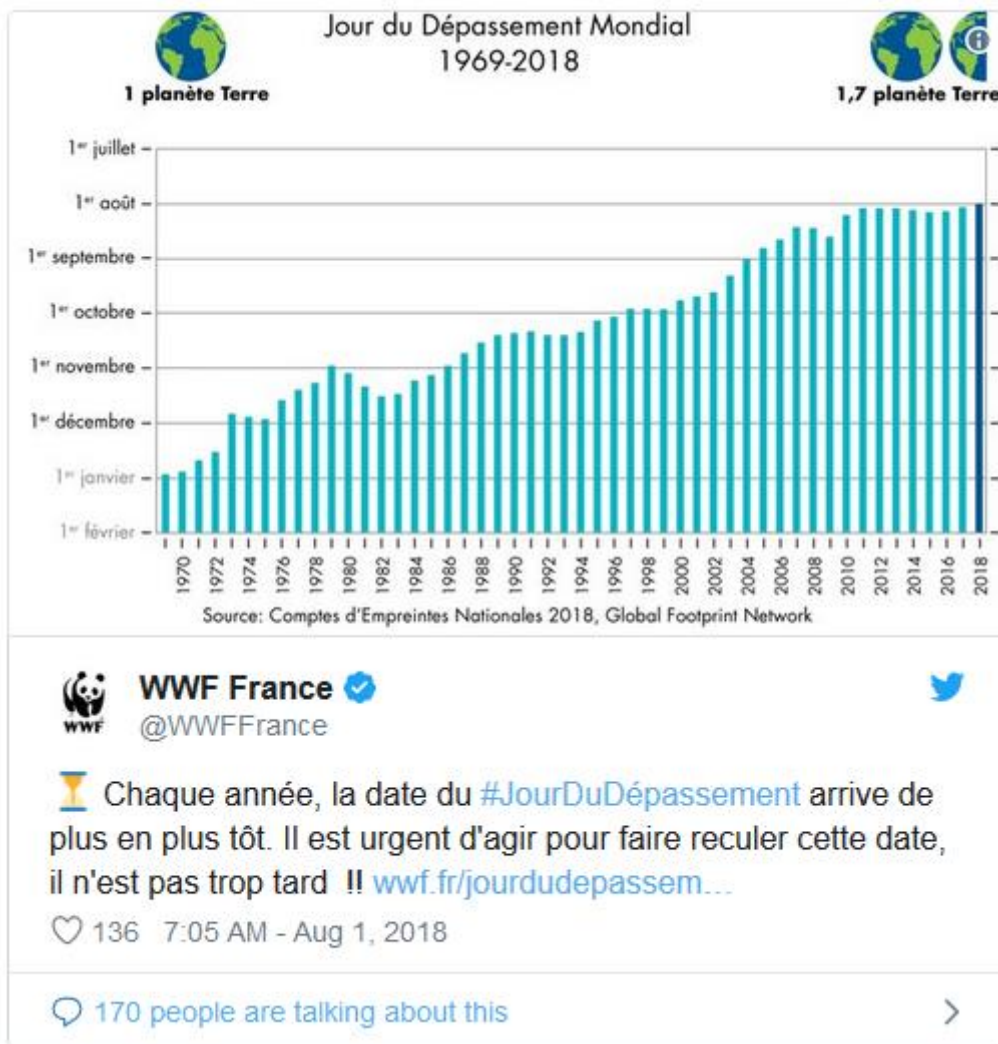 Jour du Dépassement Mondial
1969-2018
1 planète Terre
1,7 planète Terre
1er juillet
1er août
1er septembre
1er octobre
1er novembre
1er décembre
1er janvier
1er février
1970 1972 1974 1976 1978 1980 1982 1984 1986 1988 1990 1992 1994 1996 1998 2000 2002 2004 2006 2008 2010 2012 2014 2016 2018
Source: Comptes d'Empreintes Nationales 2018, Global Footprint Network
WWF
WWF France
@WWFFrance
⏳ Chaque année, la date du #JourDuDépassement arrive de
plus en plus tôt. Il est urgent d'agir pour faire reculer cette date,
il n'est pas trop tard !! wwf.fr/jourdudepassem…
136 7:05 AM - Aug 1, 2018
170 people are talking about this